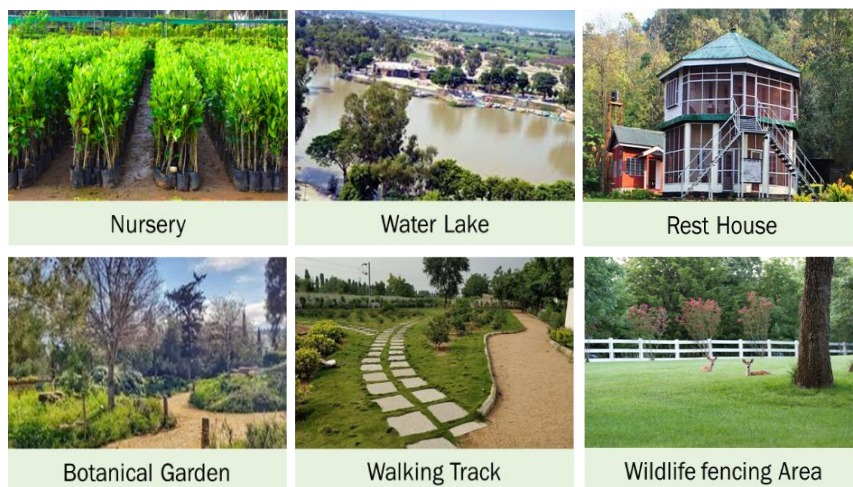 Nursery
Water Lake
Rest House
Botanical Garden
Walking Track
Wildlife fencing Area